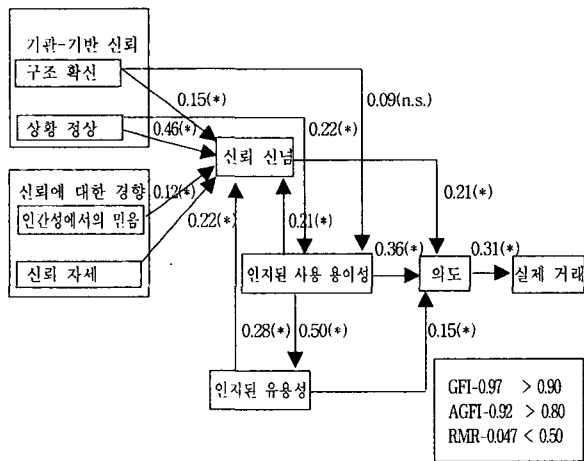 기관-기반 신뢰
구조 확신
0.15(*)
0.09(n.s.)
상황 정상
0.46(*)
0.22(*)
신뢰 신념
신뢰에 대한 경향
0.12(*)
인간성에서의 믿음
0.22(*)
0.21(*)
0.21(*)
신뢰 자세
인지된 사용 용이성
0.36(*)
의도
0.31(*)
실제 거래
0.28(*)
0.50(*)
0.15(*)
인지된 유용성
GFI-0.97 > 0.90
AGFI-0.92 > 0.80
RMR-0.047 < 0.50